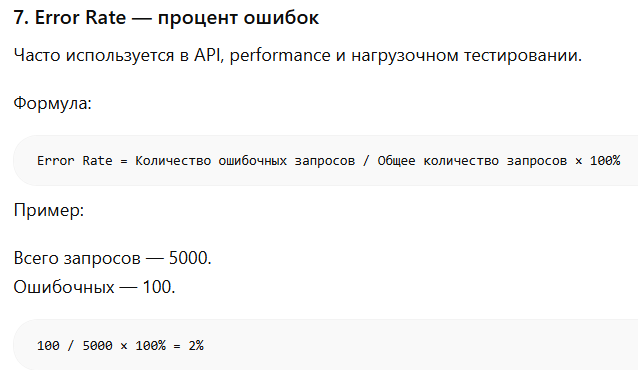 7. Error Rate — процент ошибок
Часто используется в API, performance и нагрузочном тестировании.
Формула:
Error Rate = Количество ошибочных запросов / Общее количество запросов × 100%
Пример:
Всего запросов — 5000.
Ошибочных — 100.
100 / 5000 × 100% = 2%